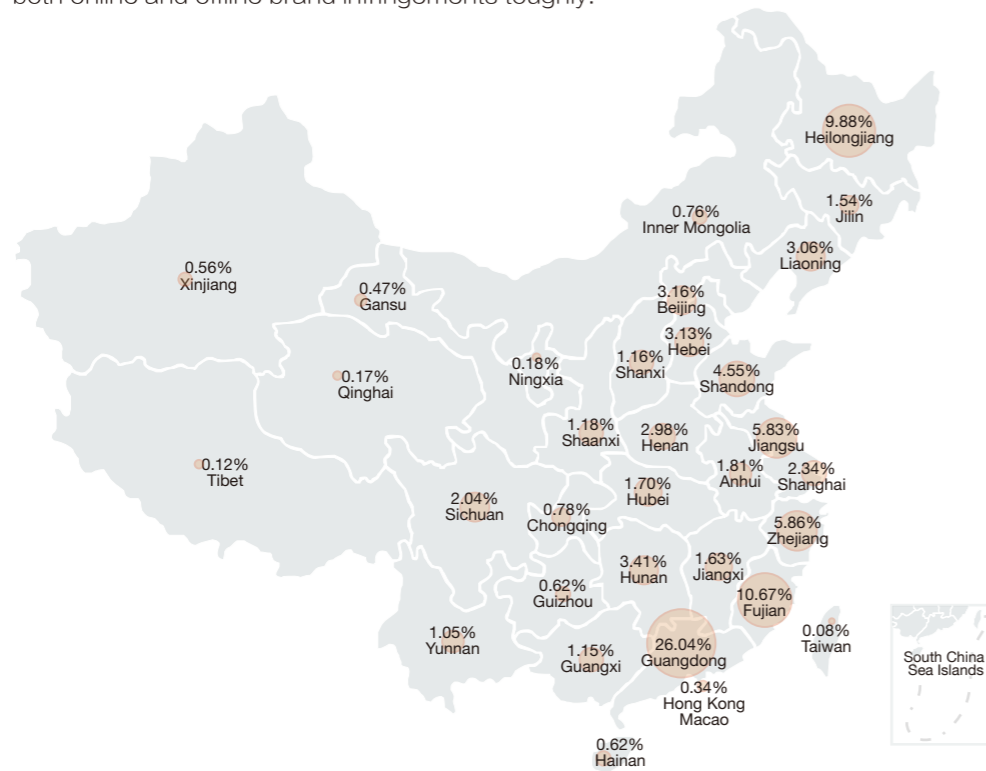 both online and offline brand infringements toughly.
9.88%
Heilongjiang
1.54%
Jilin
0.76%
Inner Mongolia
3.06%
Liaoning
0.56%
Xinjiang
0.47%
Gansu
3.16%
Beijing
3.13%
Hebei
1.16%
Shanxi
0.18%
Ningxia
4.55%
Shandong
0.17%
Qinghai
1.18%
Shaanxi
2.98%
Henan
5.83%
Jiangsu
0.12%
Tibet
1.81%
Anhui
2.34%
Shanghai
1.70%
Hubei
2.04%
Sichuan
0.78%
Chongqing
5.86%
Zhejiang
3.41%
Hunan
1.63%
Jiangxi
0.62%
Guizhou
10.67%
Fujian
1.05%
Yunnan
1.15%
Guangxi
26.04%
Guangdong
0.08%
Taiwan
South China
Sea Islands
0.34%
Hong Kong
Macao
0.62%
Hainan